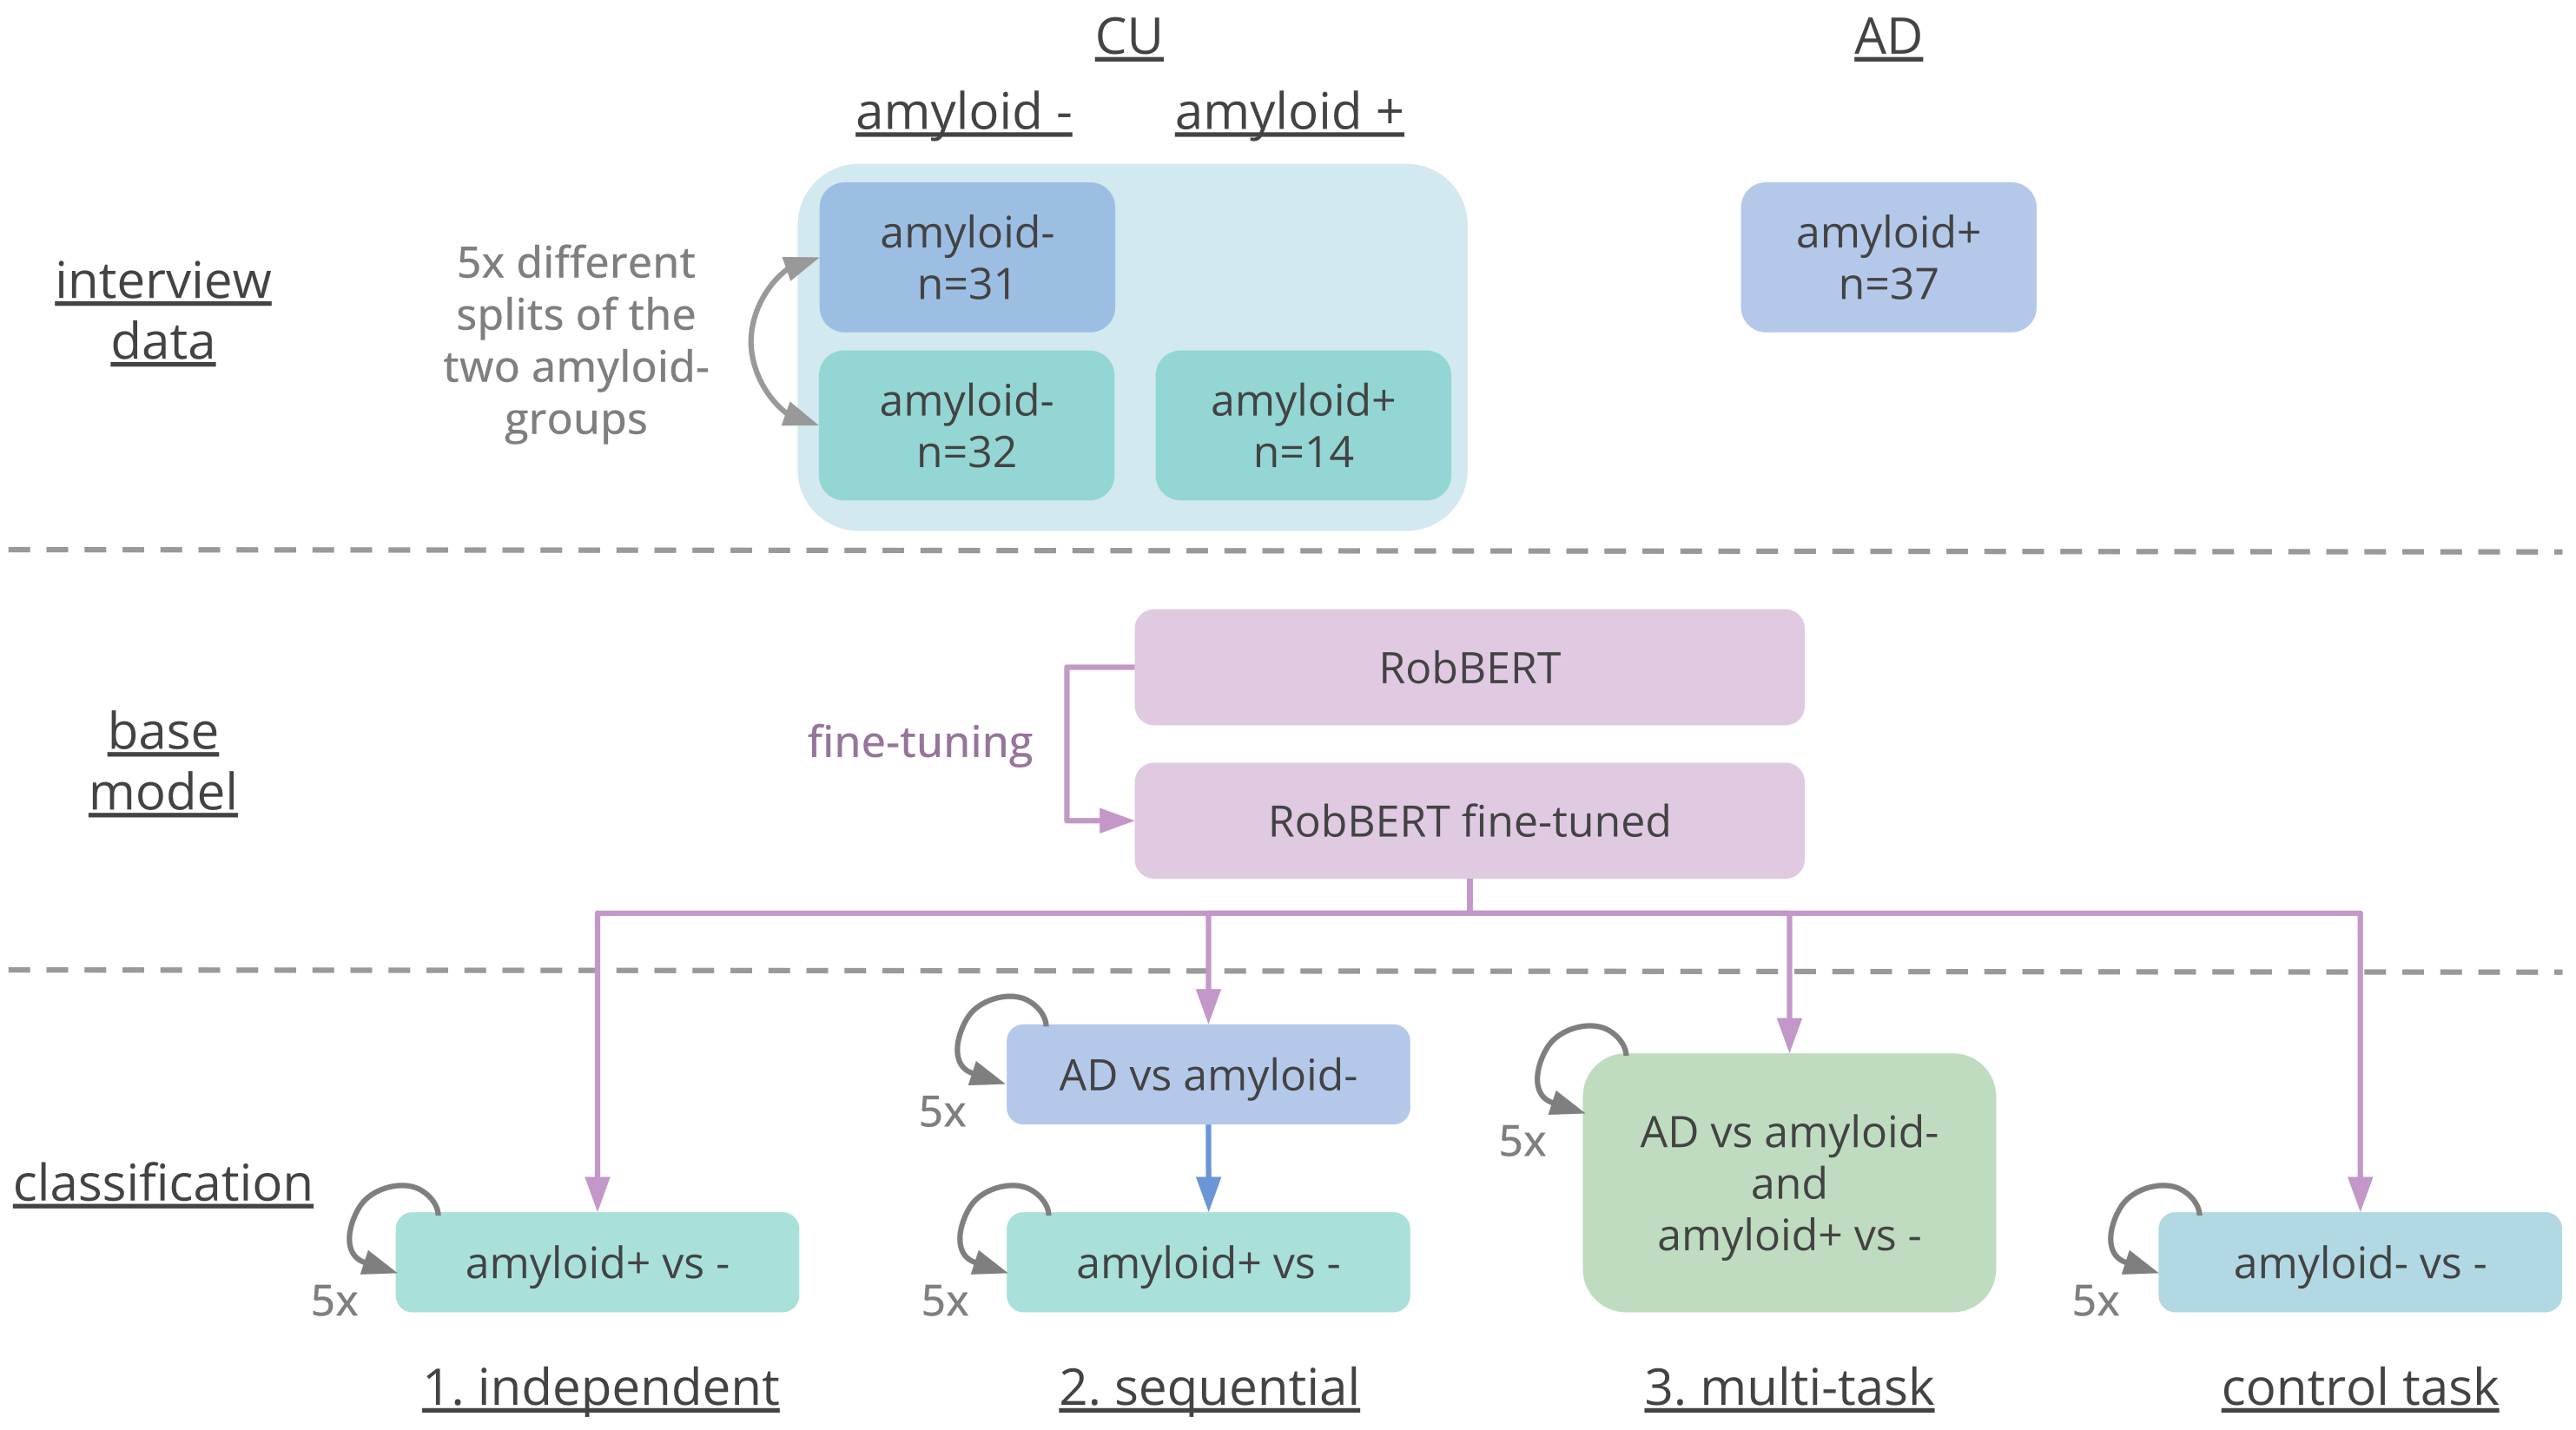 CU
AD
amyloid -
amyloid +
interview
data
5x different
splits of the
two amyloid-
groups
amyloid-
n=31
amyloid-
n=32
amyloid+
n=14
amyloid+
n=37
base
model
fine-tuning
RobBERT
RobBERT fine-tuned
classification
5x
amyloid+ vs -
1. independent
5x
AD vs amyloid-
5x
amyloid+ vs -
2. sequential
5x
AD vs amyloid-
and
amyloid+ vs -
3. multi-task
5x
amyloid- vs -
control task